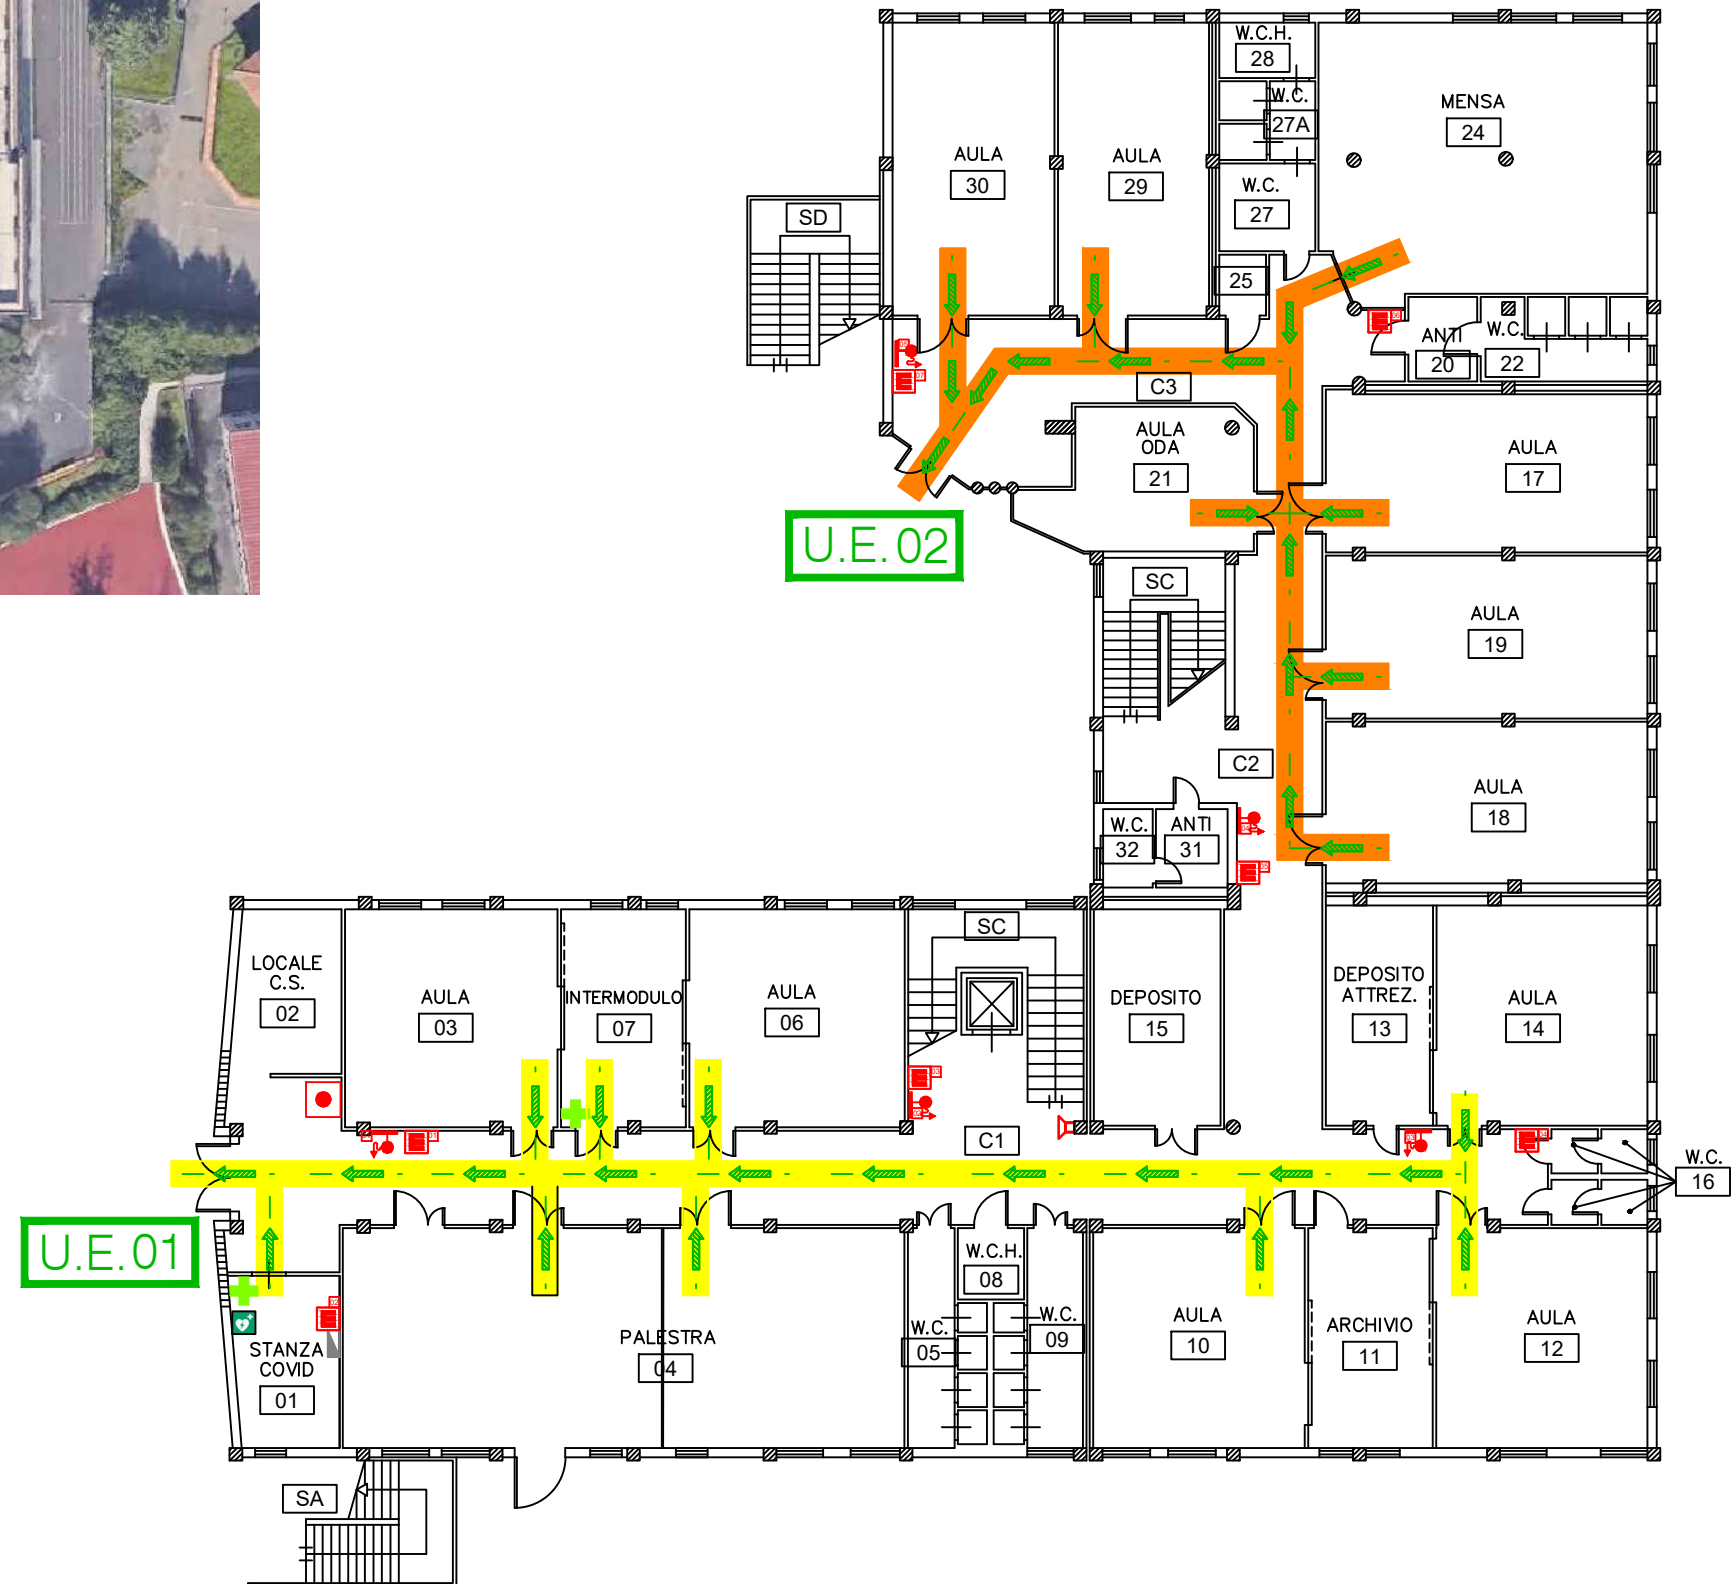 W.C.H.
28
W.C.
27A
MENSA
24
AULA
30
AULA
29
W.C.
27
SD
25
ANTI
20
W.C.
22
C3
AULA
ODA
21
AULA
17
U.E.02
SC
AULA
19
C2
AULA
18
W.C.
32
ANTI
31
SC
LOCALE
C.S.
02
AULA
03
INTERMODULO
07
AULA
06
DEPOSITO
15
DEPOSITO
ATTREZ.
13
AULA
14
C1
W.C.
16
U.E.01
W.C.H.
08
STANZA
COVID
01
PALESTRA
04
W.C.
05
W.C.
09
AULA
10
ARCHIVIO
11
AULA
12
SA